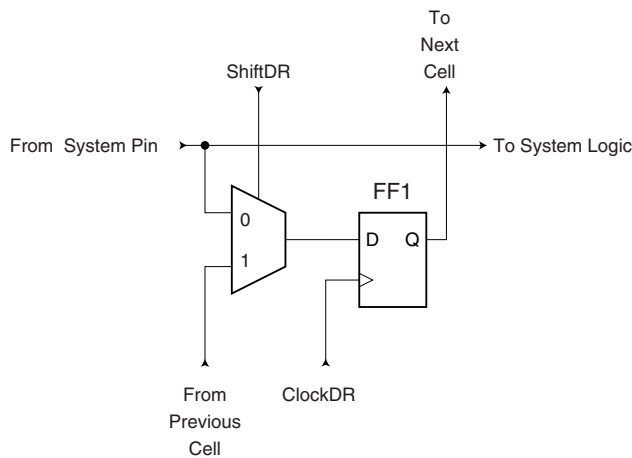 To
Next
Cell
ShiftDR
From System Pin
To System Logic
FF1
0
D Q
1
From
Previous
Cell
ClockDR